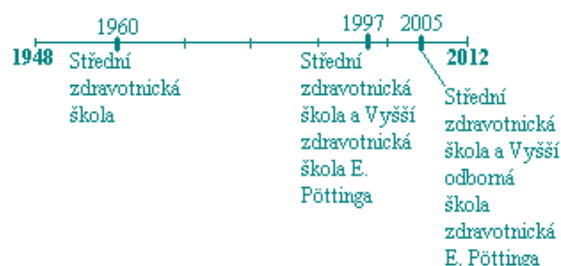 1960
1997
2005
1948
2012
Střední
zdravotnická
škola
Střední
zdravotnická
škola a Vyšší
zdravotnická
škola E.
Pöttinga
Střední
zdravotnická
škola a Vyšší
odborná
škola
zdravotnická
E. Pöttinga